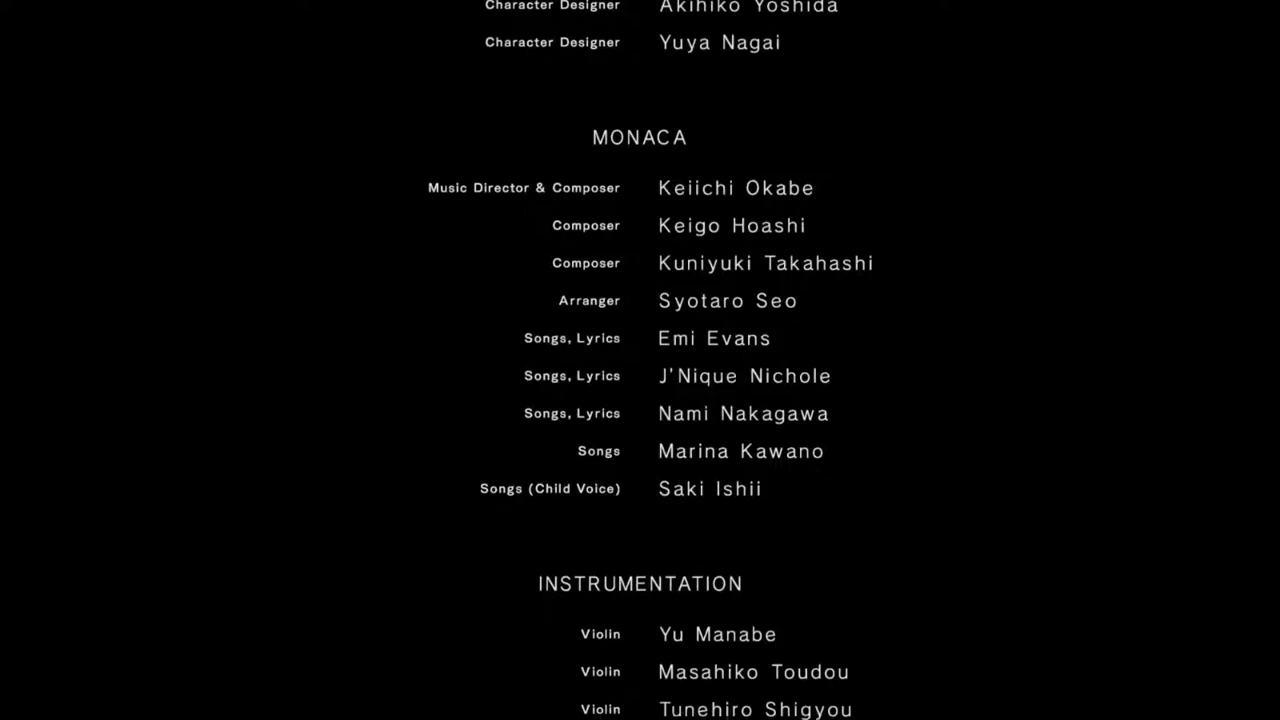 Character Designer Akihiko Yoshida
Character Designer Yuya Nagai
MONACA
Music Director & Composer Keiichi Okabe
Composer Keigo Hoashi
Composer Kuniyuki Takahashi
Arranger Syotaro Seo
Songs, Lyrics Emi Evans
Songs, Lyrics J'Nique Nichole
Songs, Lyrics Nami Nakagawa
Songs Marina Kawano
Songs (Child Voice) Saki Ishii
INSTRUMENTATION
Violin Yu Manabe
Violin Masahiko Toudou
Violin Tunehiro Shigyou